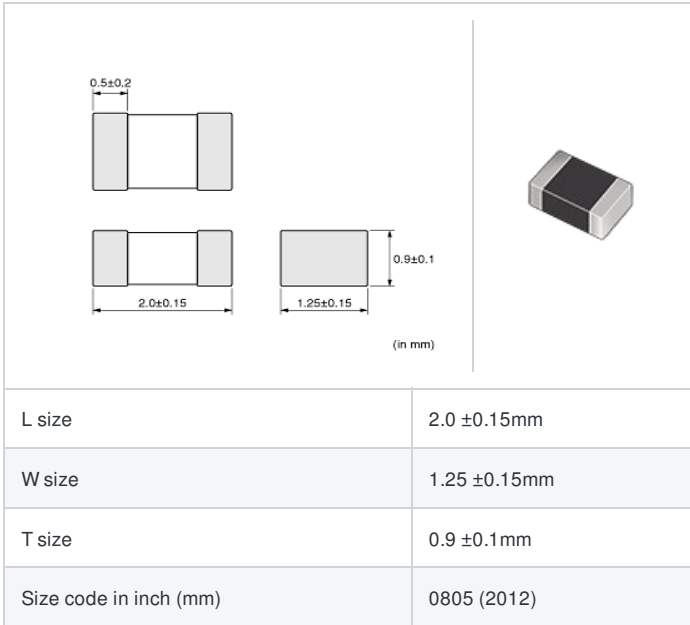 0.5±0.2
0.9±0.1
2.0±0.15
1.25±0.15
(in mm)
L size
2.0 ±0.15mm
W size
1.25 ±0.15mm
T size
0.9 ±0.1mm
Size code in inch (mm)
0805 (2012)